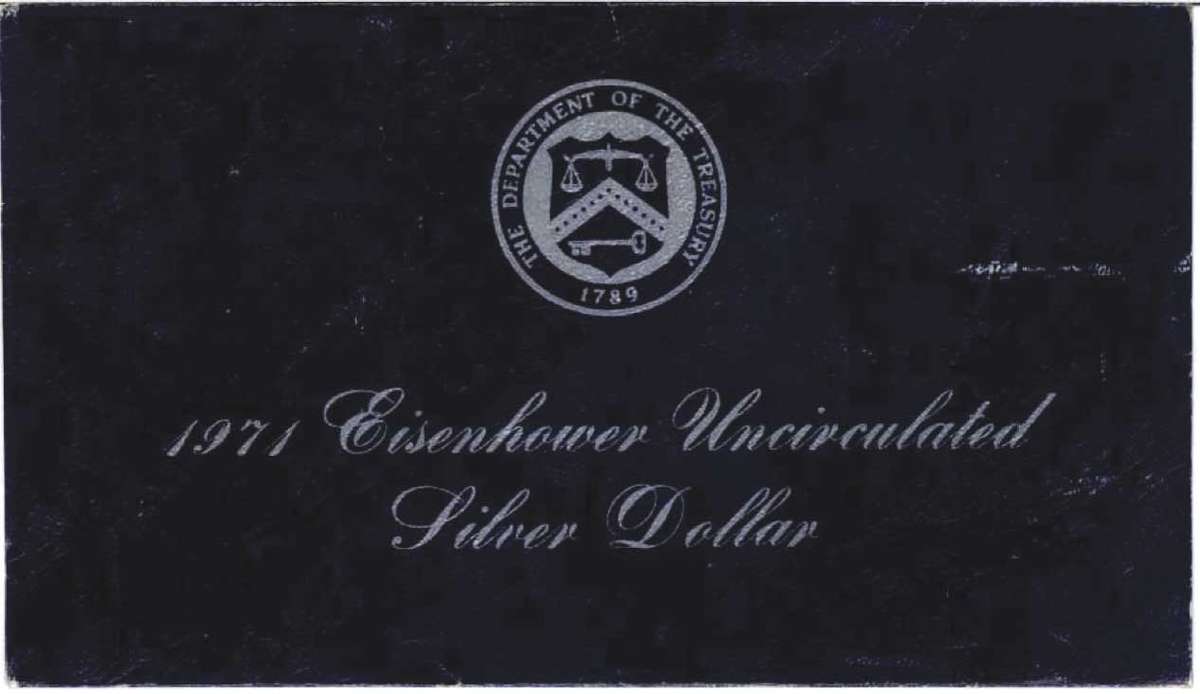 THE DEPARTMENT OF THE TREASURY
1789
1971 Eisenhower Uncirculated
Silver Dollar